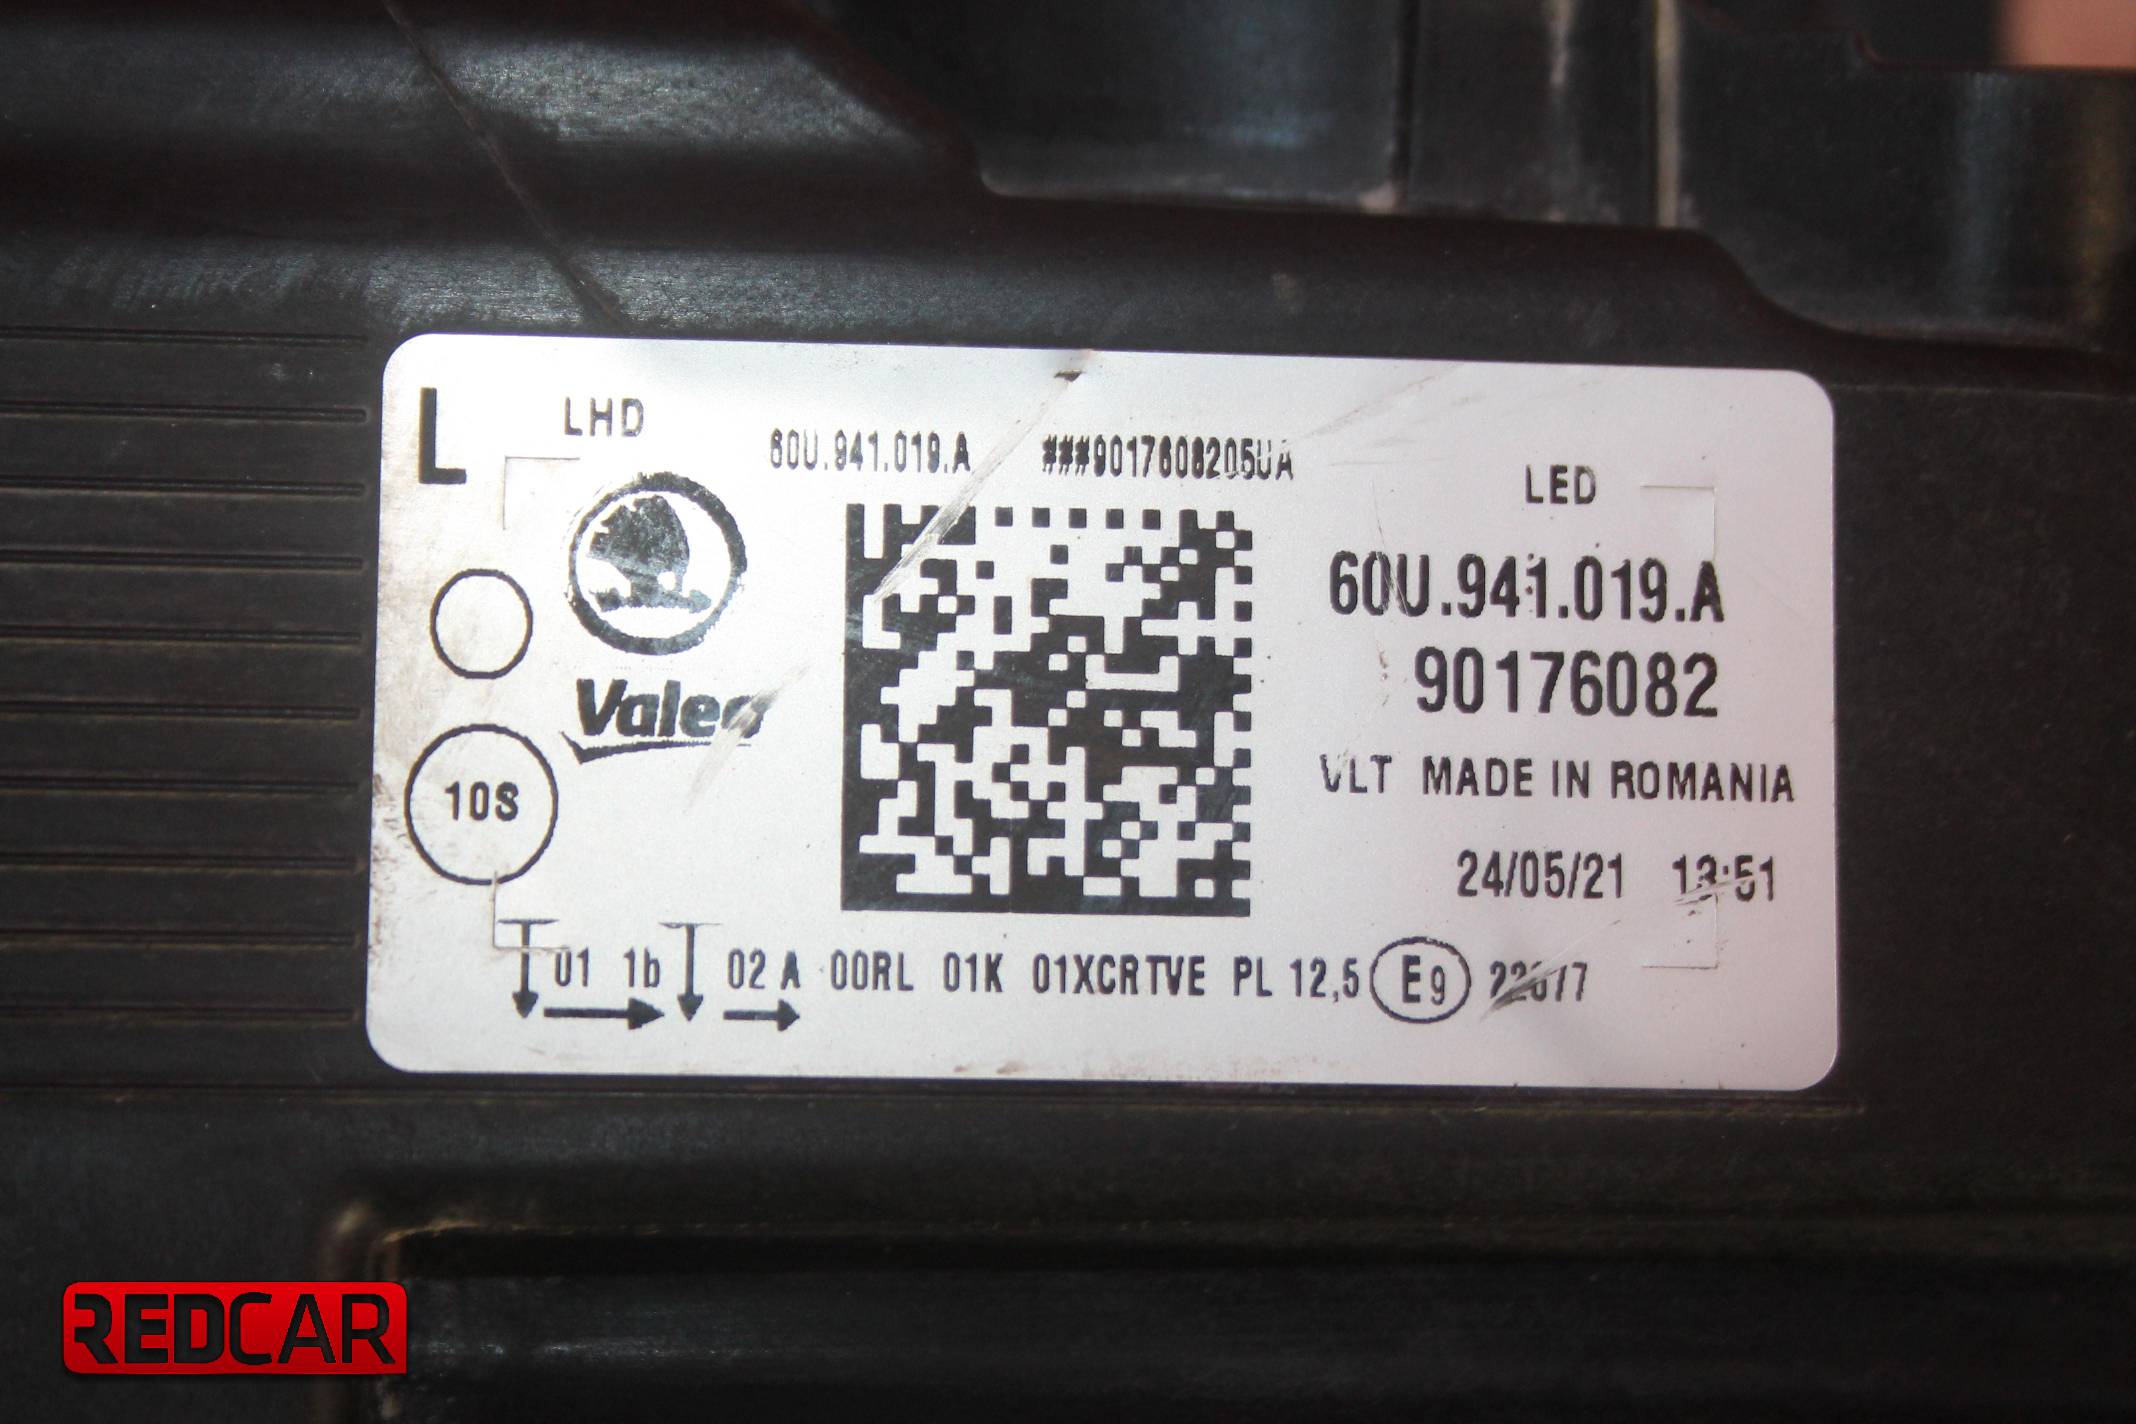 L
LHD
60U.941.019.A ###9017608205UA
LED
60U.941.019.A
Valeo
90176082
10S
VLT MADE IN ROMANIA
24/05/21 13:51
01 1b 02 A 00RL 01K 01XCRTVE PL 12,5 E9
REDCAR